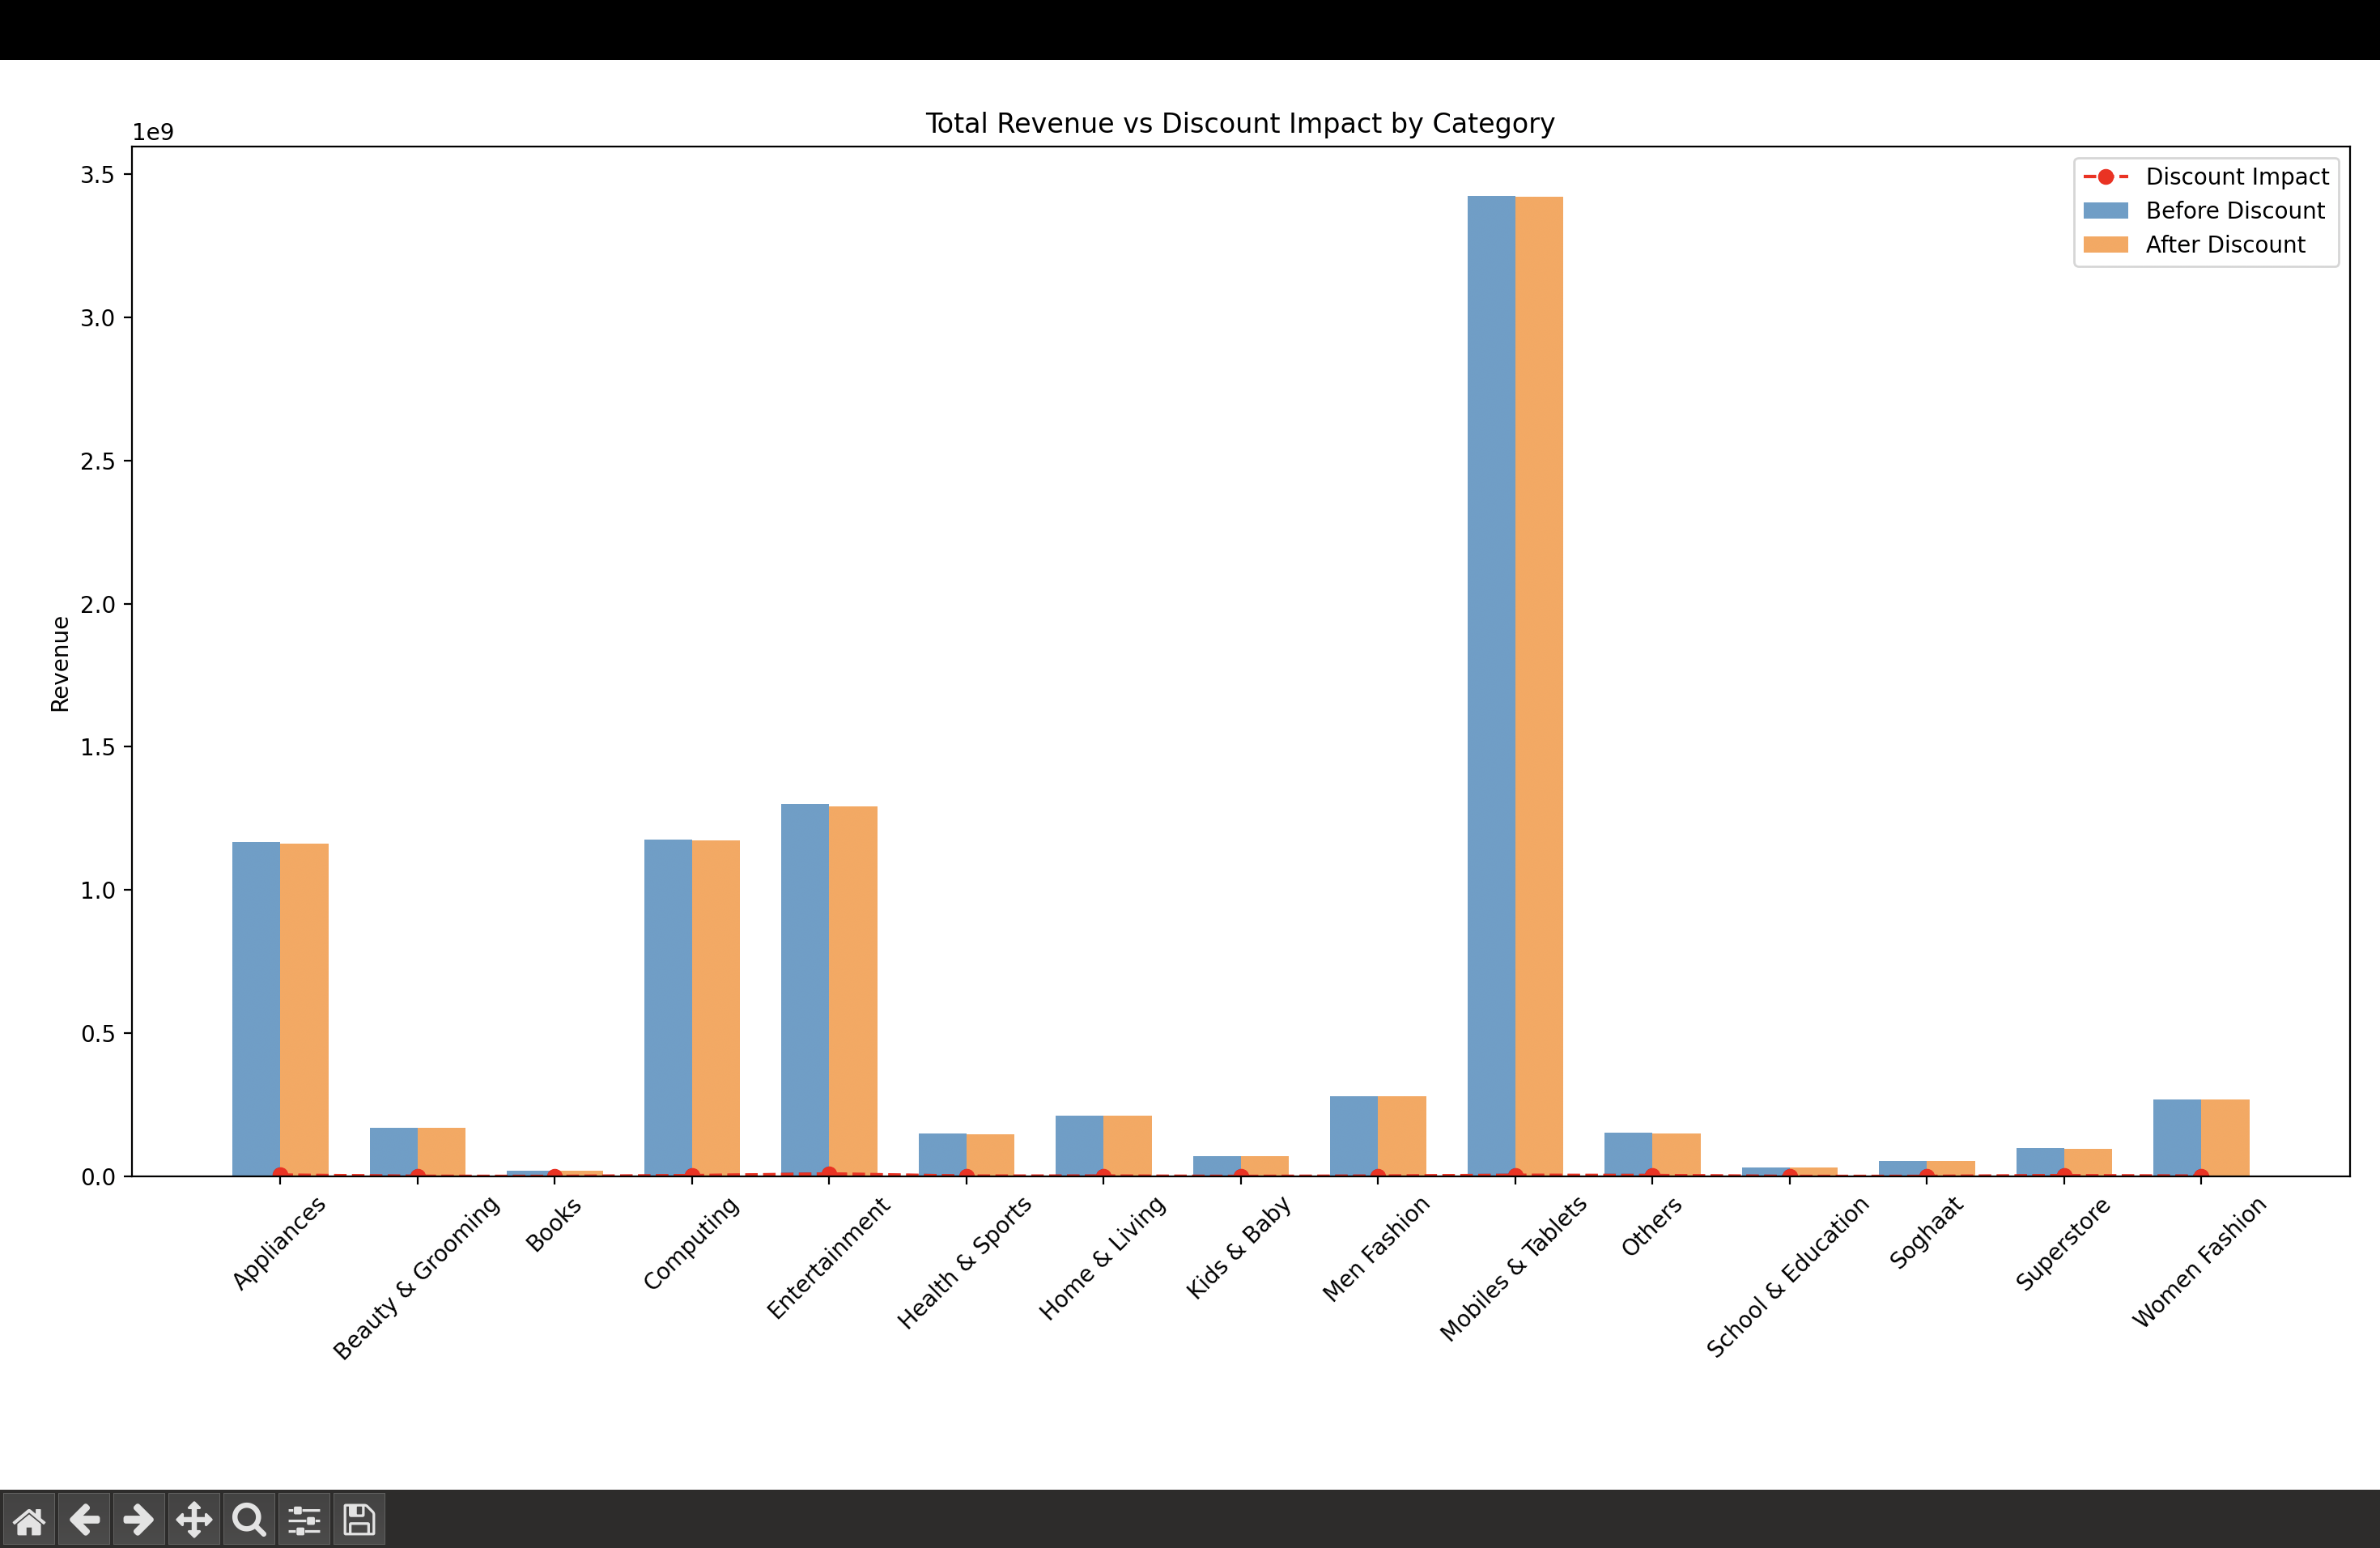 Total Revenue vs Discount Impact by Category
1e9
3.5
3.0
2.5
2.0
1.5
1.0
0.5
0.0
Revenue
Discount Impact
Before Discount
After Discount
Appliances
Beauty & Grooming
Books
Computing
Entertainment
Health & Sports
Home & Living
Kids & Baby
Men Fashion
Mobiles & Tablets
Others
School & Education
Soghaat
Superstore
Women Fashion